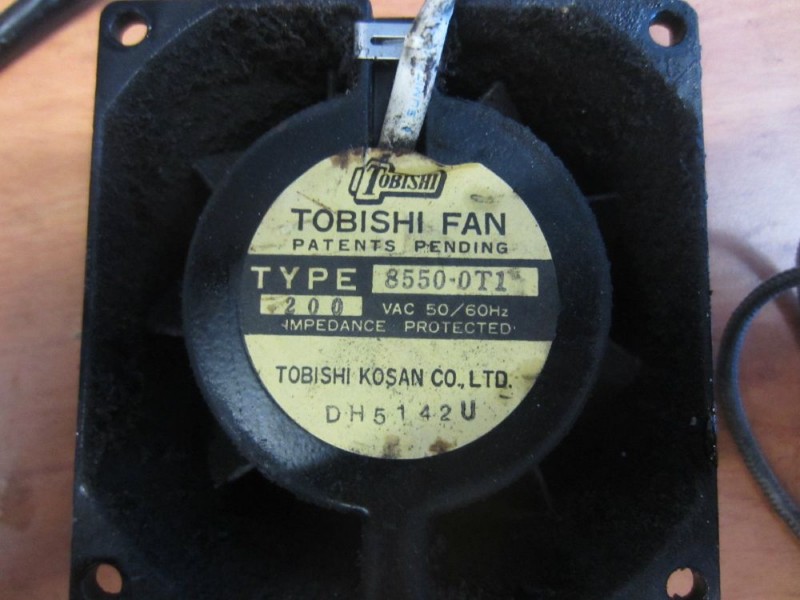 TOBISHI
TOBISHI FAN
PATENTS PENDING
TYPE 8550-0T1
200 VAC 50/60Hz
IMPEDANCE PROTECTED
TOBISHI KOSAN CO., LTD.
DH5142U